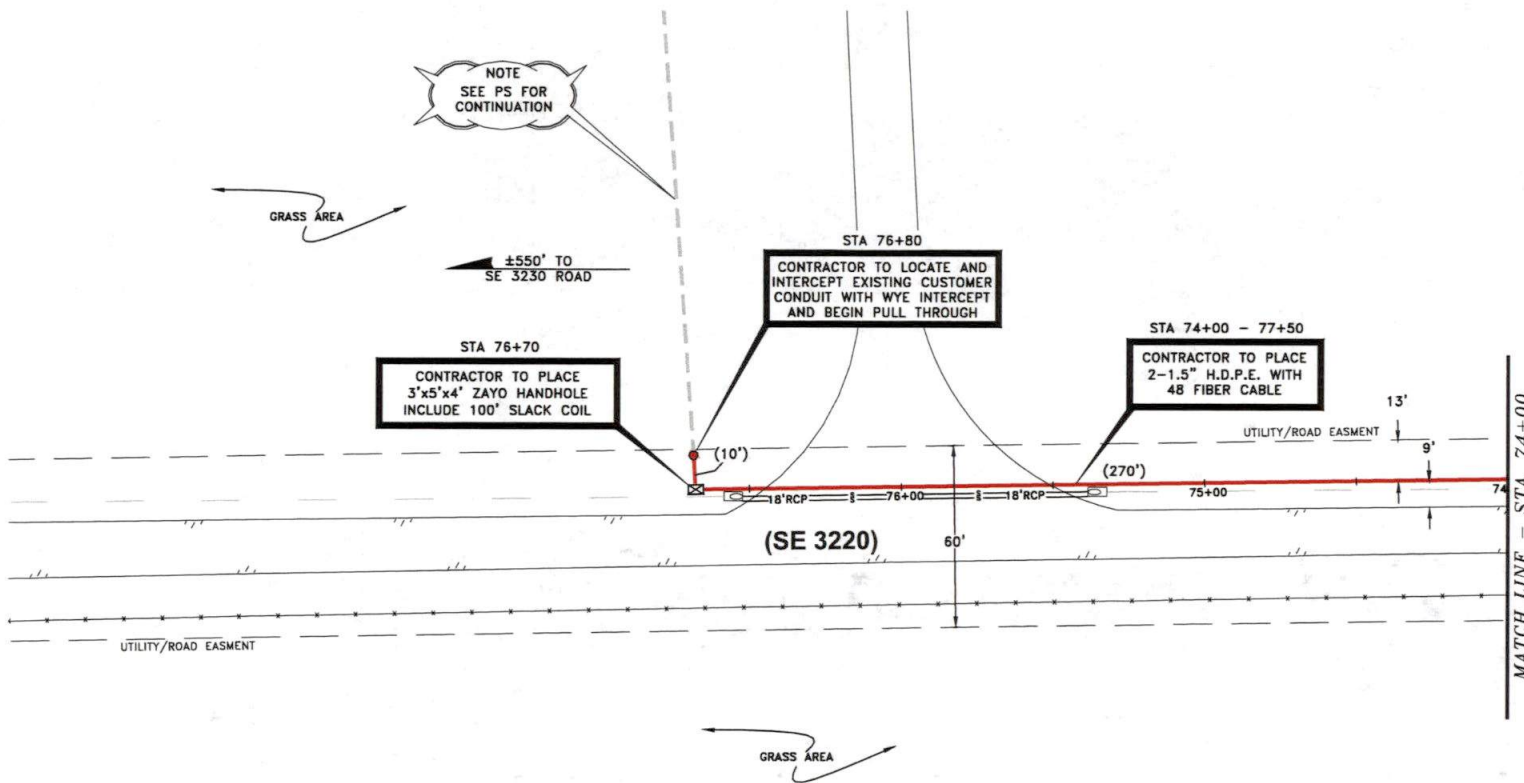 NOTE
SEE PS FOR
CONTINUATION
GRASS AREA
±550' TO
SE 3230 ROAD
STA 76+80
CONTRACTOR TO LOCATE AND
INTERCEPT EXISTING CUSTOMER
CONDUIT WITH WYE INTERCEPT
AND BEGIN PULL THROUGH
STA 76+70
CONTRACTOR TO PLACE
3'x5'x4' ZAYO HANDHOLE
INCLUDE 100' SLACK COIL
STA 74+00 - 77+50
CONTRACTOR TO PLACE
2-1.5" H.D.P.E. WITH
48 FIBER CABLE
13'
UTILITY/ROAD EASMENT
9'
(10')
(270')
18'RCP
76+00
18'RCP
75+00
74
(SE 3220)
60'
MATCH LINE - STA 74+00
UTILITY/ROAD EASMENT
GRASS AREA